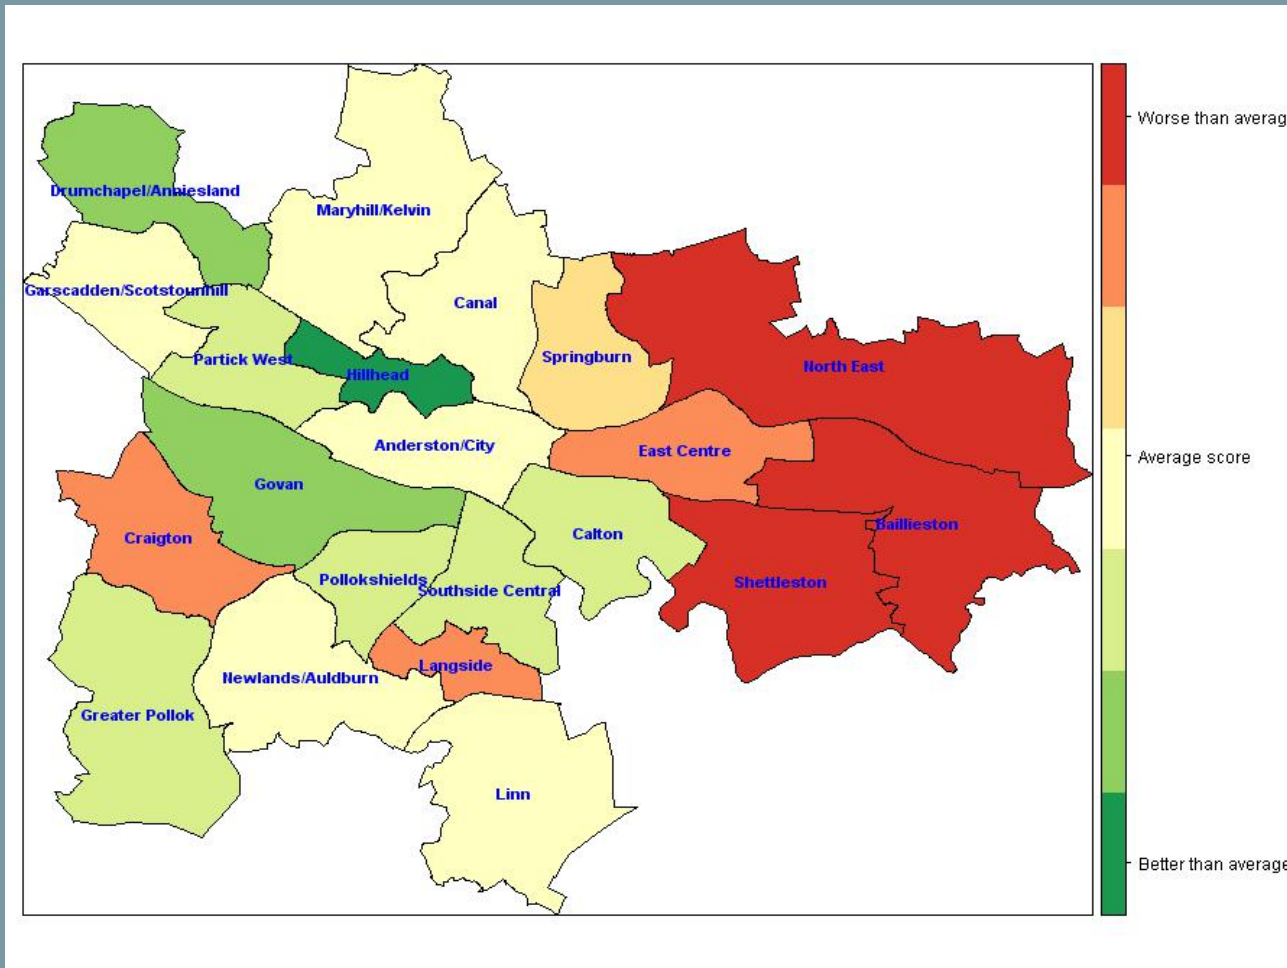 Worse than averag
Drumchapel/Anniesland
Maryhill/Kelvin
Garscadden/Scotstounhill
Canal
Partick West
Springburn
Hillhead
North East
Anderston/City
East Centre
Average score
Govan
Baillieston
Craigton
Calton
Pollokshields
Southside Central
Shettleston
Langside
Newlands/Auldburn
Greater Pollok
Linn
Better than average